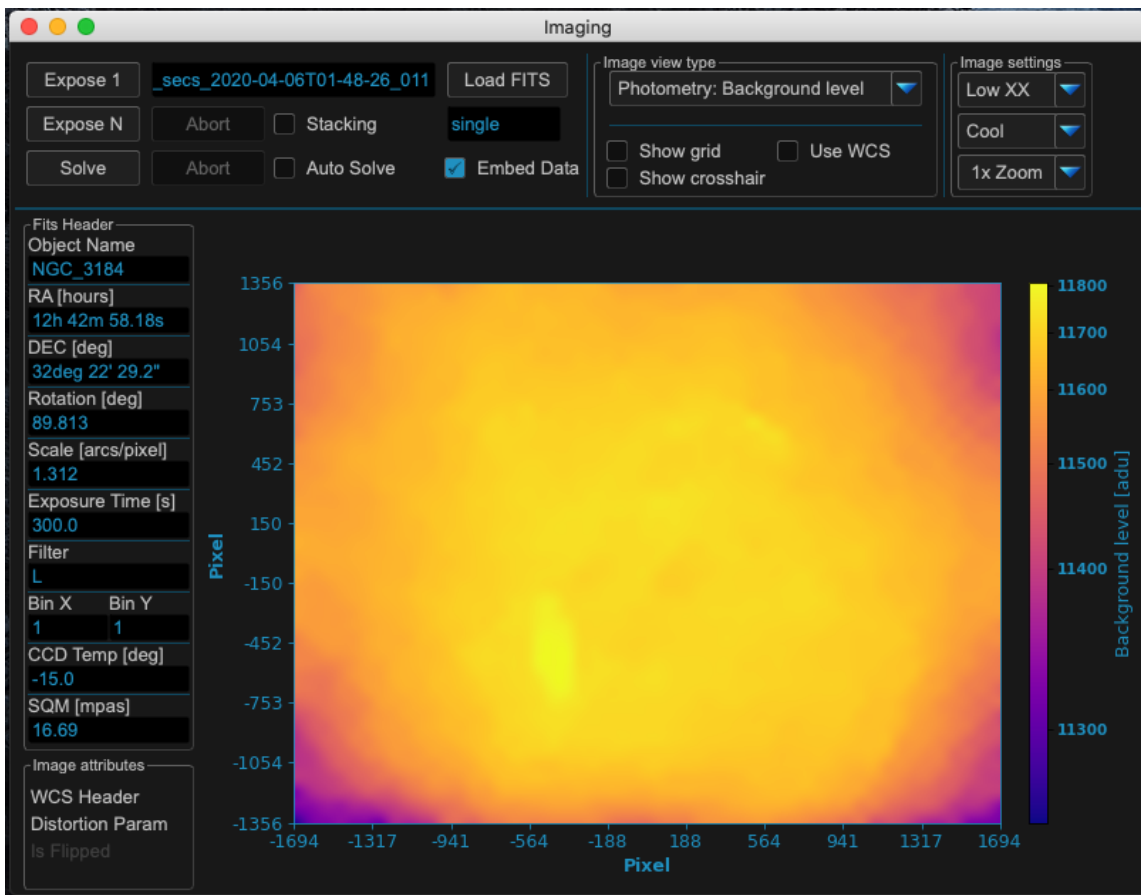 Imaging
Expose 1 _secs_2020-04-06T01-48-26_011 Load FITS
Expose N Abort Stacking single
Solve Abort Auto Solve Embed Data
Image view type
Photometry: Background level
Show grid Use WCS
Show crosshair
Image settings
Low XX
Cool
1x Zoom
Fits Header
Object Name
NGC_3184
RA [hours]
12h 42m 58.18s
DEC [deg]
32deg 22' 29.2"
Rotation [deg]
89.813
Scale [arcs/pixel]
1.312
Exposure Time [s]
300.0
Filter
L
Bin X Bin Y
1 1
CCD Temp [deg]
-15.0
SQM [mpas]
16.69
Image attributes
WCS Header
Distortion Param
Is Flipped
Pixel
1356
1054
753
452
150
-150
-452
-753
-1054
-1356
-1694 -1317 -941 -564 -188 188 564 941 1317 1694
Pixel
11800
11700
11600
11500
11400
11300
Background level [adu]